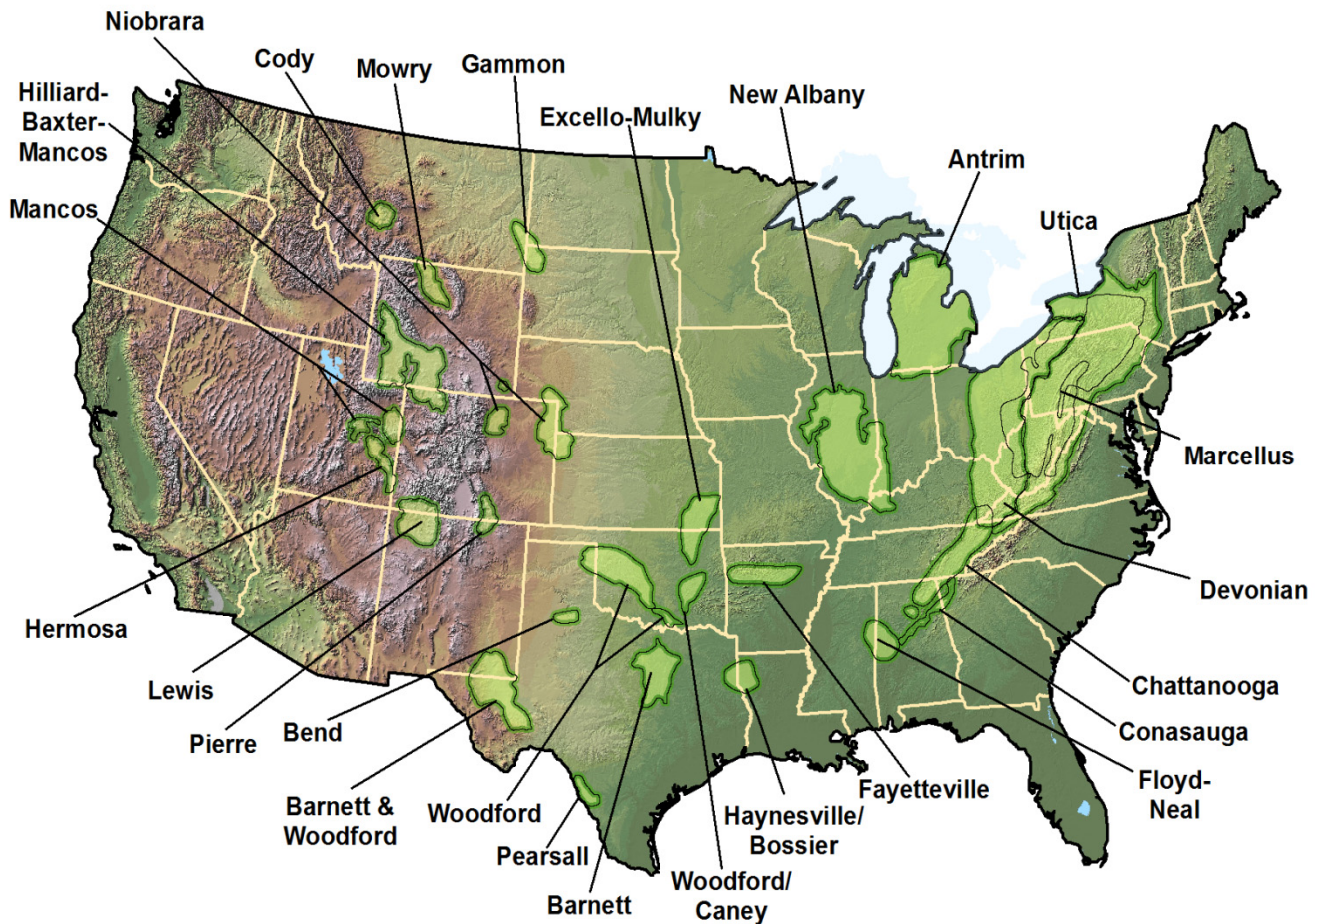 Niobrara
Cody
Mowry
Gammon
Hilliard-
Baxter-
Mancos
Excello-Mulky
New Albany
Antrim
Mancos
Utica
Marcellus
Devonian
Hermosa
Lewis
Chattanooga
Pierre
Bend
Conasauga
Barnett &
Woodford
Woodford
Fayetteville
Floyd-
Neal
Pearsall
Haynesville/
Bossier
Barnett
Woodford/
Caney